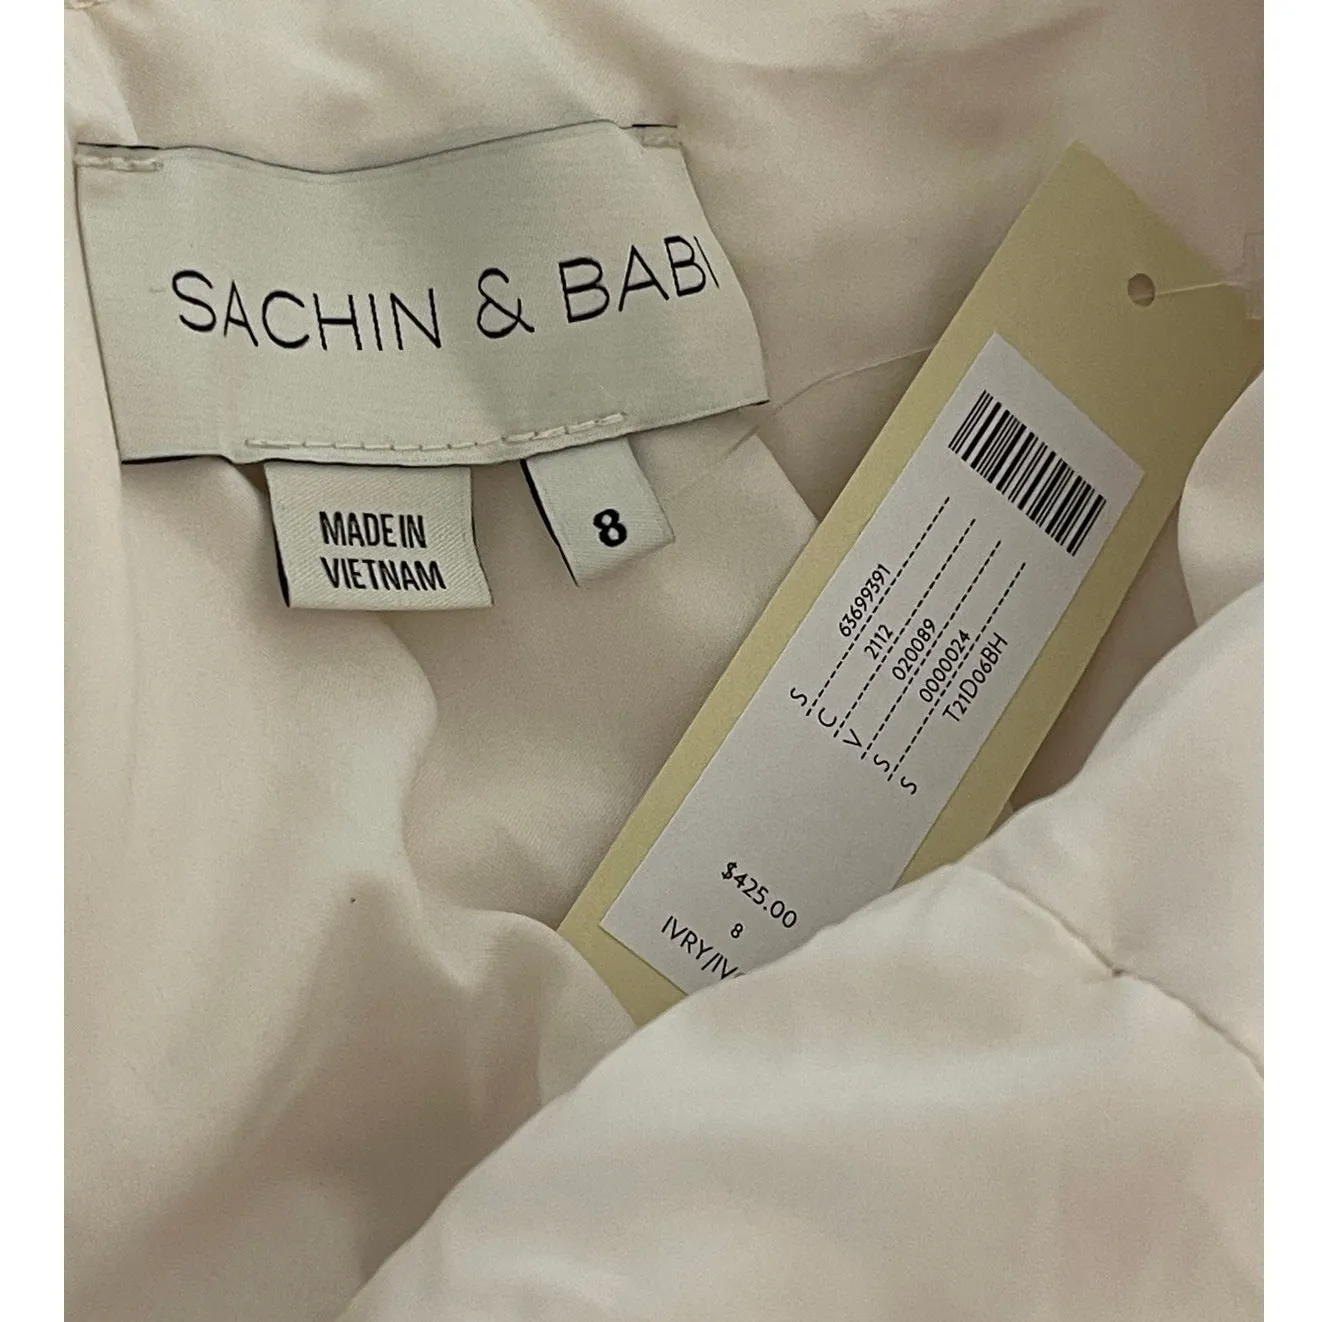 SACHIN & BABI
MADE IN
VIETNAM
8
S ---------- 63699391 ----------
C ---------- 2112 ----------
V ---------- 020089 ----------
S ---------- 0000024 ----------
S T21D06BH
$425.00
8